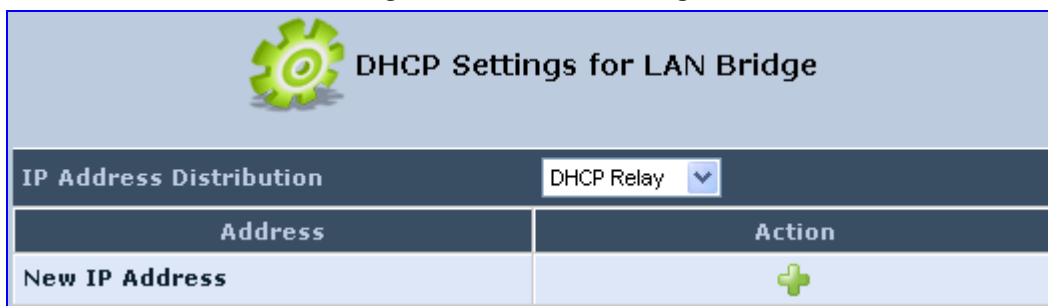 DHCP Settings for LAN Bridge
IP Address Distribution DHCP Relay
Address Action
New IP Address